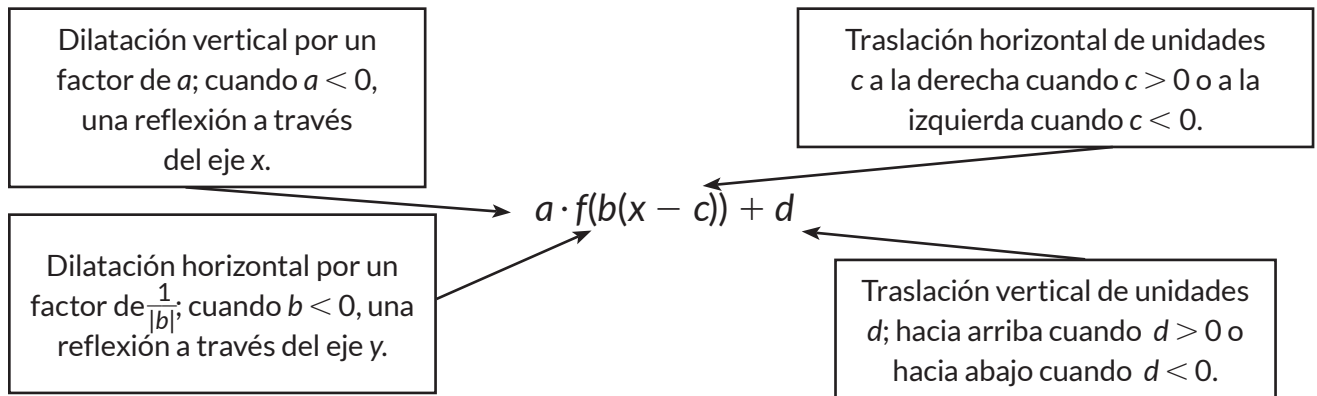 Dilatación vertical por un
factor de a; cuando a < 0,
una reflexión a través
del eje x.
Traslación horizontal de unidades
c a la derecha cuando c > 0 o a la
izquierda cuando c < 0.
a · f(b(x − c)) + d
Dilatación horizontal por un
factor de 1/|b|; cuando b < 0, una
reflexión a través del eje y.
Traslación vertical de unidades
d; hacia arriba cuando d > 0 o
hacia abajo cuando d < 0.